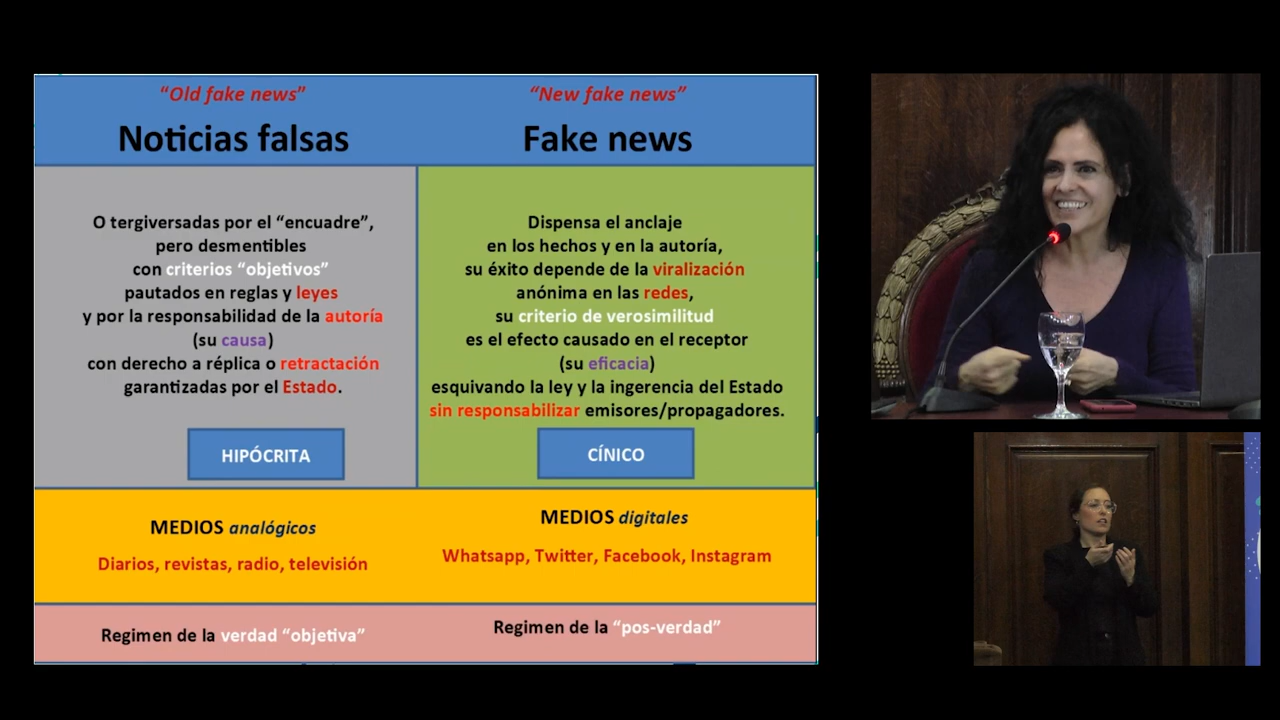 “Old fake news”
Noticias falsas
O tergiversadas por el “encuadre”,
pero desmentibles
con criterios “objetivos”
pautados en reglas y leyes
y por la responsabilidad de la autoría
(su causa)
con derecho a réplica o retractación
garantizadas por el Estado.
HIPÓCRITA
MEDIOS analógicos
Diarios, revistas, radio, televisión
Regimen de la verdad “objetiva”
“New fake news”
Fake news
Dispensa el anclaje
en los hechos y en la autoría,
su éxito depende de la viralización
anónima en las redes,
su criterio de verosimilitud
es el efecto causado en el receptor
(su eficacia)
esquivando la ley y la ingerencia del Estado
sin responsabilizar emisores/propagadores.
CÍNICO
MEDIOS digitales
Whatsapp, Twitter, Facebook, Instagram
Regimen de la “pos-verdad”